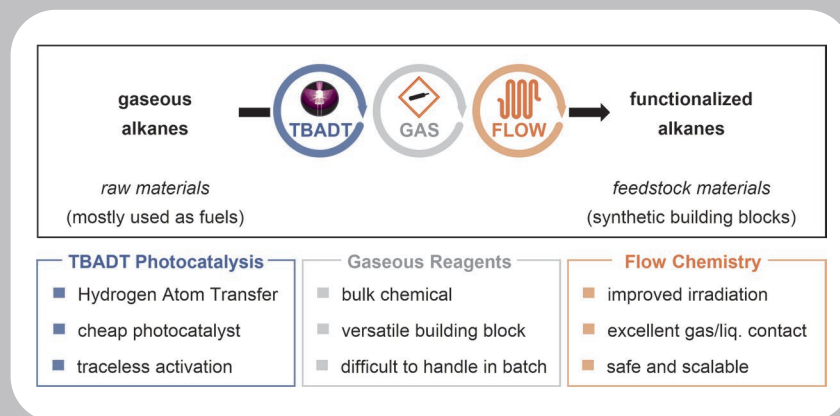 gaseous
alkanes
TBADT
GAS
FLOW
functionalized
alkanes
raw materials
(mostly used as fuels)
feedstock materials
(synthetic building blocks)
TBADT Photocatalysis
Hydrogen Atom Transfer
cheap photocatalyst
traceless activation
Gaseous Reagents
bulk chemical
versatile building block
difficult to handle in batch
Flow Chemistry
improved irradiation
excellent gas/liq. contact
safe and scalable